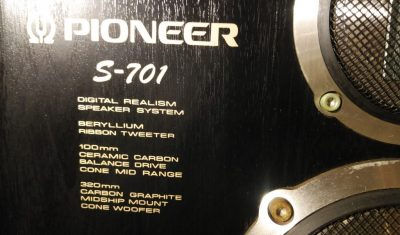 PIONEER
S-701
DIGITAL REALISM
SPEAKER SYSTEM
BERYLLIUM
RIBBON TWEETER
100mm
CERAMIC CARBON
BALANCE DRIVE
CONE MID RANGE
320mm
CARBON GRAPHITE
MIDSHIP MOUNT
CONE WOOFER